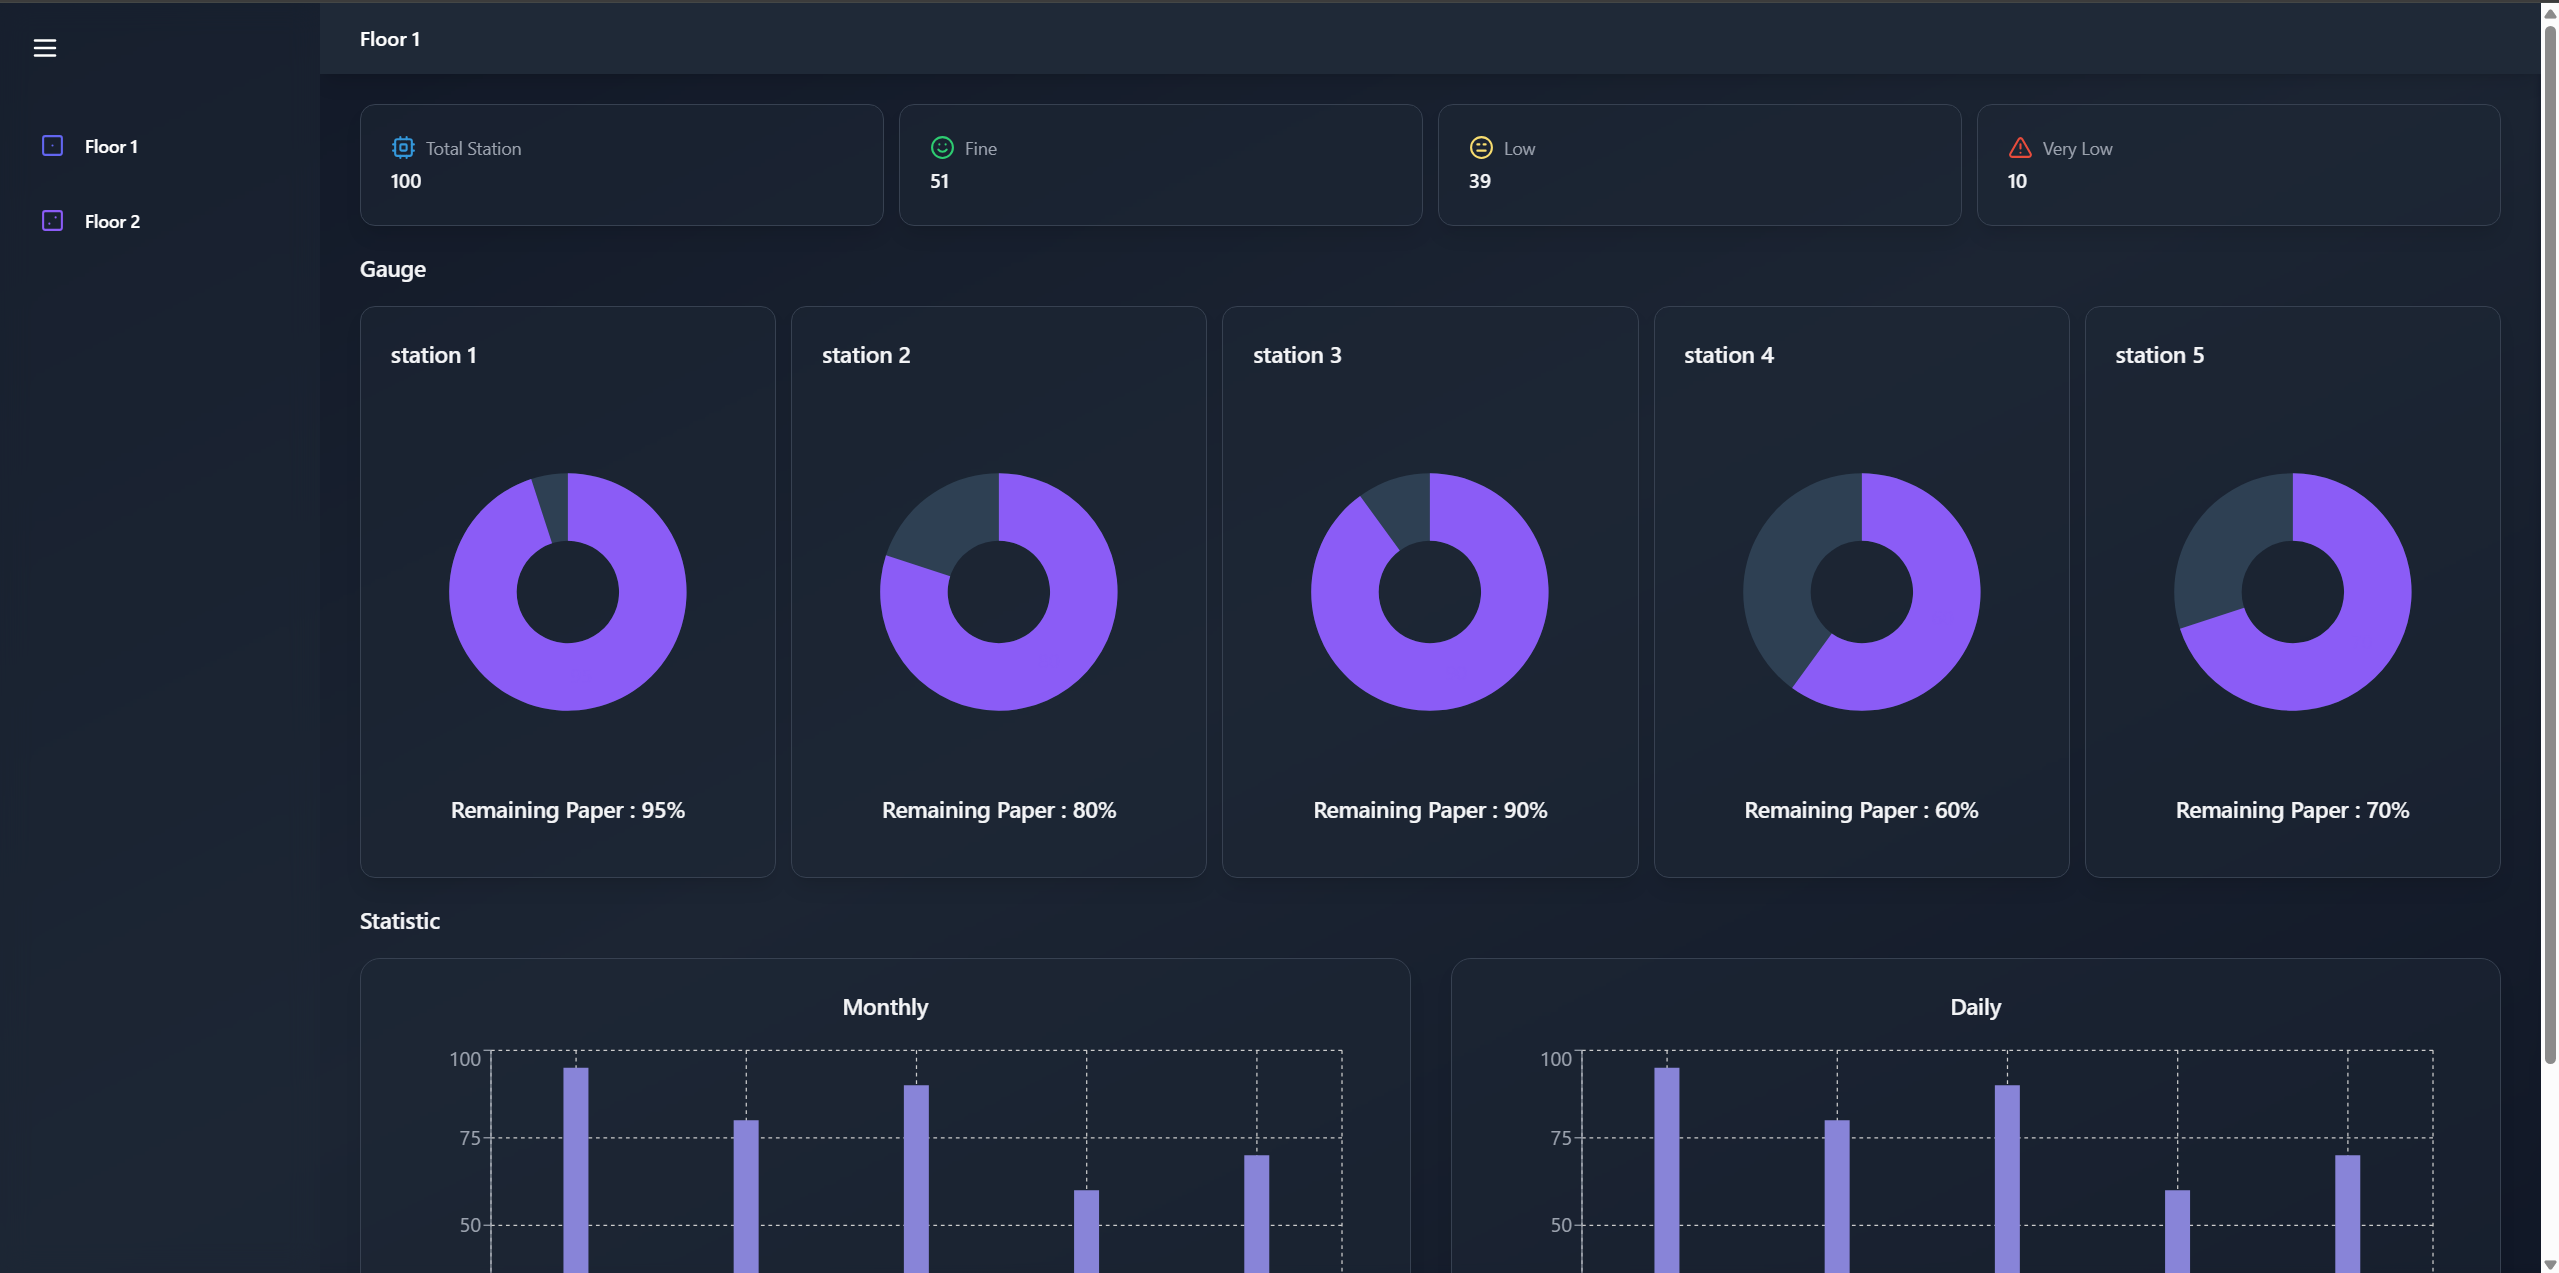 Floor 1
Floor 1
Floor 2
Total Station
100
Fine
51
Low
39
Very Low
10
Gauge
station 1
Remaining Paper : 95%
station 2
Remaining Paper : 80%
station 3
Remaining Paper : 90%
station 4
Remaining Paper : 60%
station 5
Remaining Paper : 70%
Statistic
Monthly
100
75
50
Daily
100
75
50